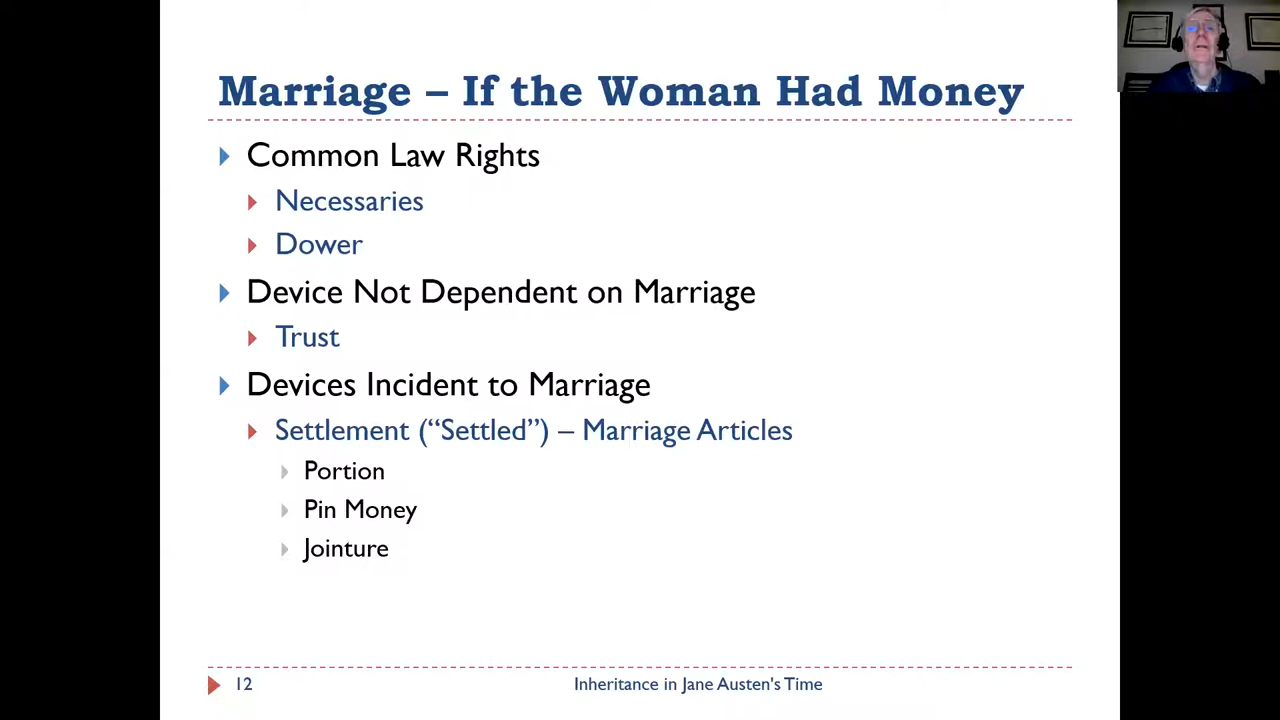 Marriage – If the Woman Had Money
Common Law Rights
Necessaries
Dower
Device Not Dependent on Marriage
Trust
Devices Incident to Marriage
Settlement (“Settled”) – Marriage Articles
Portion
Pin Money
Jointure
12
Inheritance in Jane Austen's Time